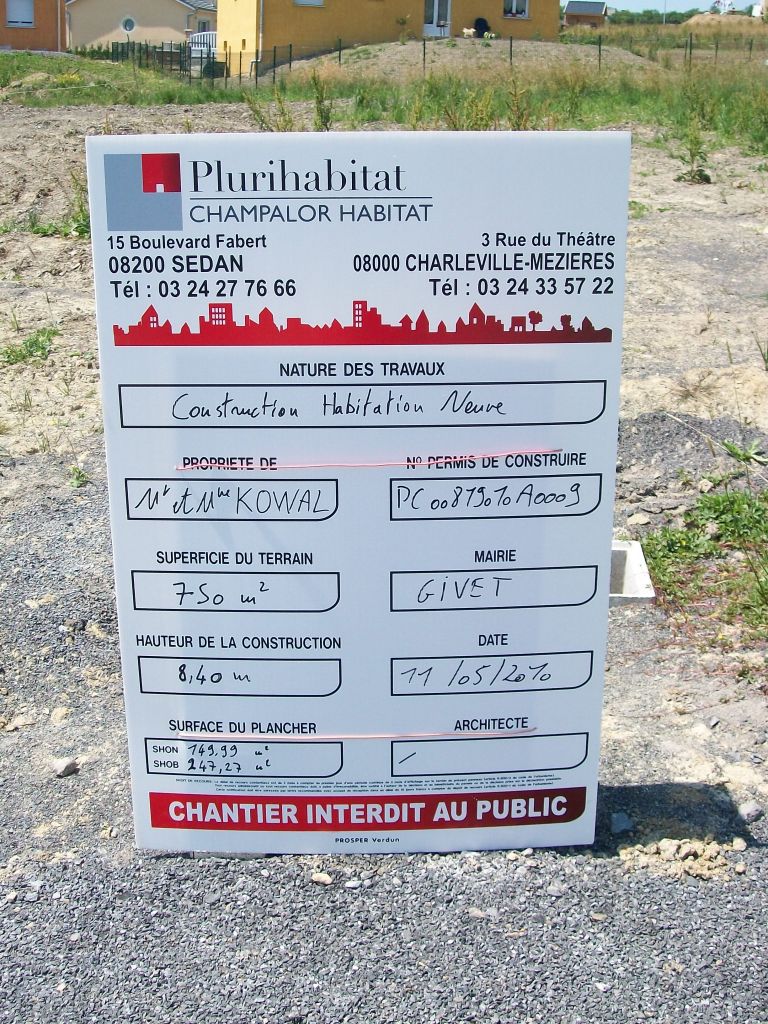 Plurihabitat
CHAMPALOR HABITAT
15 Boulevard Fabert
08200 SEDAN
Tél : 03 24 27 76 66
3 Rue du Théâtre
08000 CHARLEVILLE-MEZIERES
Tél : 03 24 33 57 22
NATURE DES TRAVAUX
Construction Habitation Neuve
PROPRIETE DE
Mr et Mme KOWAL
N° PERMIS DE CONSTRUIRE
PC 00819010A0009
SUPERFICIE DU TERRAIN
750 m²
MAIRIE
GIVET
HAUTEUR DE LA CONSTRUCTION
8,40 m
DATE
11/05/2010
SURFACE DU PLANCHER
SHON 149,99 m²
SHOB 247,27 m²
ARCHITECTE
/
CHANTIER INTERDIT AU PUBLIC
PROSPER Verdun